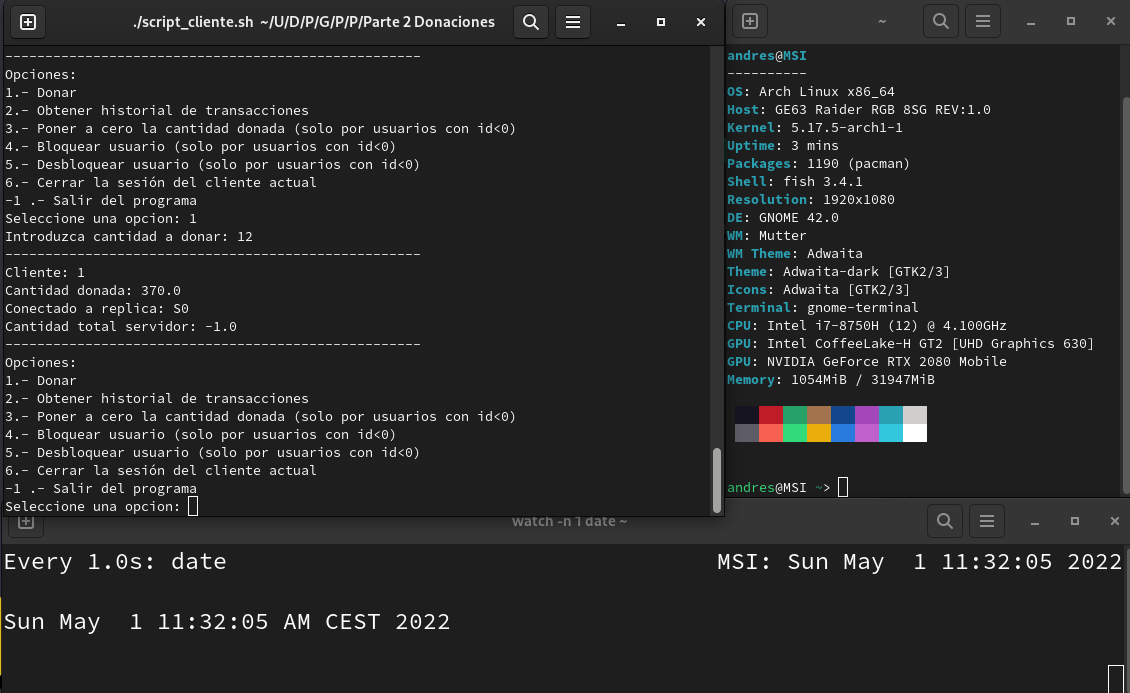 ./script_cliente.sh ~/U/D/P/G/P/P/Parte 2 Donaciones
----------------------------------------------------
Opciones:
1.- Donar
2.- Obtener historial de transacciones
3.- Poner a cero la cantidad donada (solo por usuarios con id<0)
4.- Bloquear usuario (solo por usuarios con id<0)
5.- Desbloquear usuario (solo por usuarios con id<0)
6.- Cerrar la sesión del cliente actual
-1 .- Salir del programa
Seleccione una opcion: 1
Introduzca cantidad a donar: 12
----------------------------------------------------
Cliente: 1
Cantidad donada: 370.0
Conectado a replica: S0
Cantidad total servidor: -1.0
----------------------------------------------------
Opciones:
1.- Donar
2.- Obtener historial de transacciones
3.- Poner a cero la cantidad donada (solo por usuarios con id<0)
4.- Bloquear usuario (solo por usuarios con id<0)
5.- Desbloquear usuario (solo por usuarios con id<0)
6.- Cerrar la sesión del cliente actual
-1 .- Salir del programa
Seleccione una opcion:
~
andres@MSI
----------
OS: Arch Linux x86_64
Host: GE63 Raider RGB 8SG REV:1.0
Kernel: 5.17.5-arch1-1
Uptime: 3 mins
Packages: 1190 (pacman)
Shell: fish 3.4.1
Resolution: 1920x1080
DE: GNOME 42.0
WM: Mutter
WM Theme: Adwaita
Theme: Adwaita-dark [GTK2/3]
Icons: Adwaita [GTK2/3]
Terminal: gnome-terminal
CPU: Intel i7-8750H (12) @ 4.100GHz
GPU: Intel CoffeeLake-H GT2 [UHD Graphics 630]
GPU: NVIDIA GeForce RTX 2080 Mobile
Memory: 1054MiB / 31947MiB
andres@MSI ~>
watch -n 1 date ~
Every 1.0s: date MSI: Sun May  1 11:32:05 2022
Sun May  1 11:32:05 AM CEST 2022